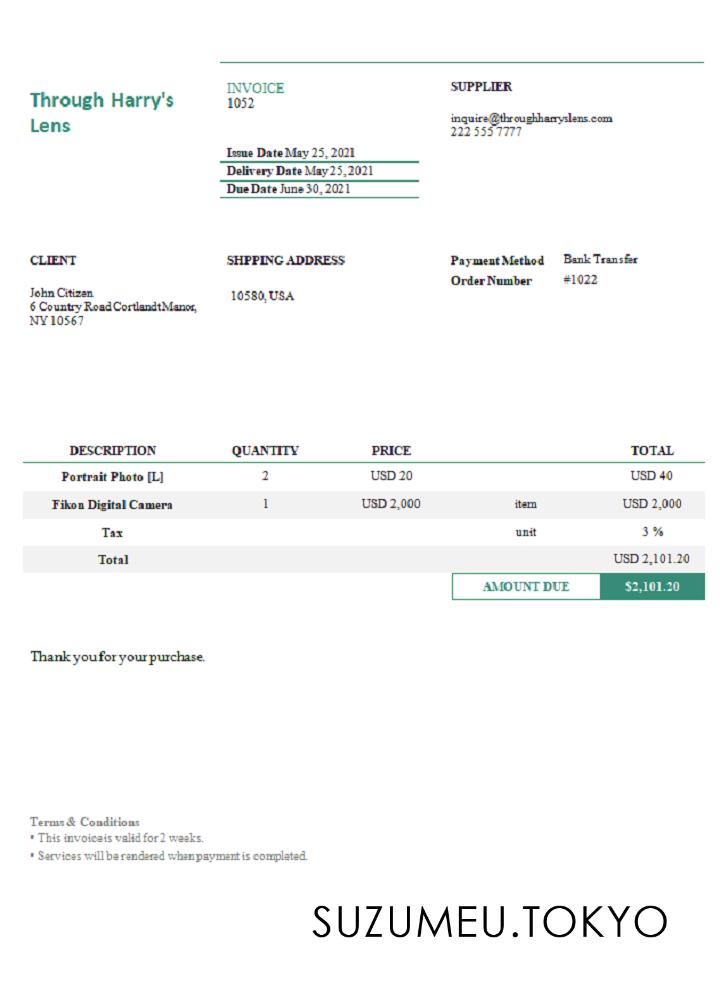 Through Harry's
Lens
INVOICE
1052
Issue Date May 25, 2021
Delivery Date May 25, 2021
Due Date June 30, 2021
SUPPLIER
inquire@throughharryslens.com
222 555 7777
CLIENT
John Citizen
6 Country Road Cortlandt Manor,
NY 10567
SHPPING ADDRESS
10580, USA
Payment Method Bank Transfer
Order Number #1022
DESCRIPTION QUANTITY PRICE TOTAL
Portrait Photo [L] 2 USD 20 USD 40
Fikon Digital Camera 1 USD 2,000 item USD 2,000
Tax unit 3 %
Total USD 2,101.20
AMOUNT DUE $2,101.20
Thank you for your purchase.
Terms & Conditions
• This invoice is valid for 2 weeks.
• Services will be rendered when payment is completed.
SUZUMEU.TOKYO